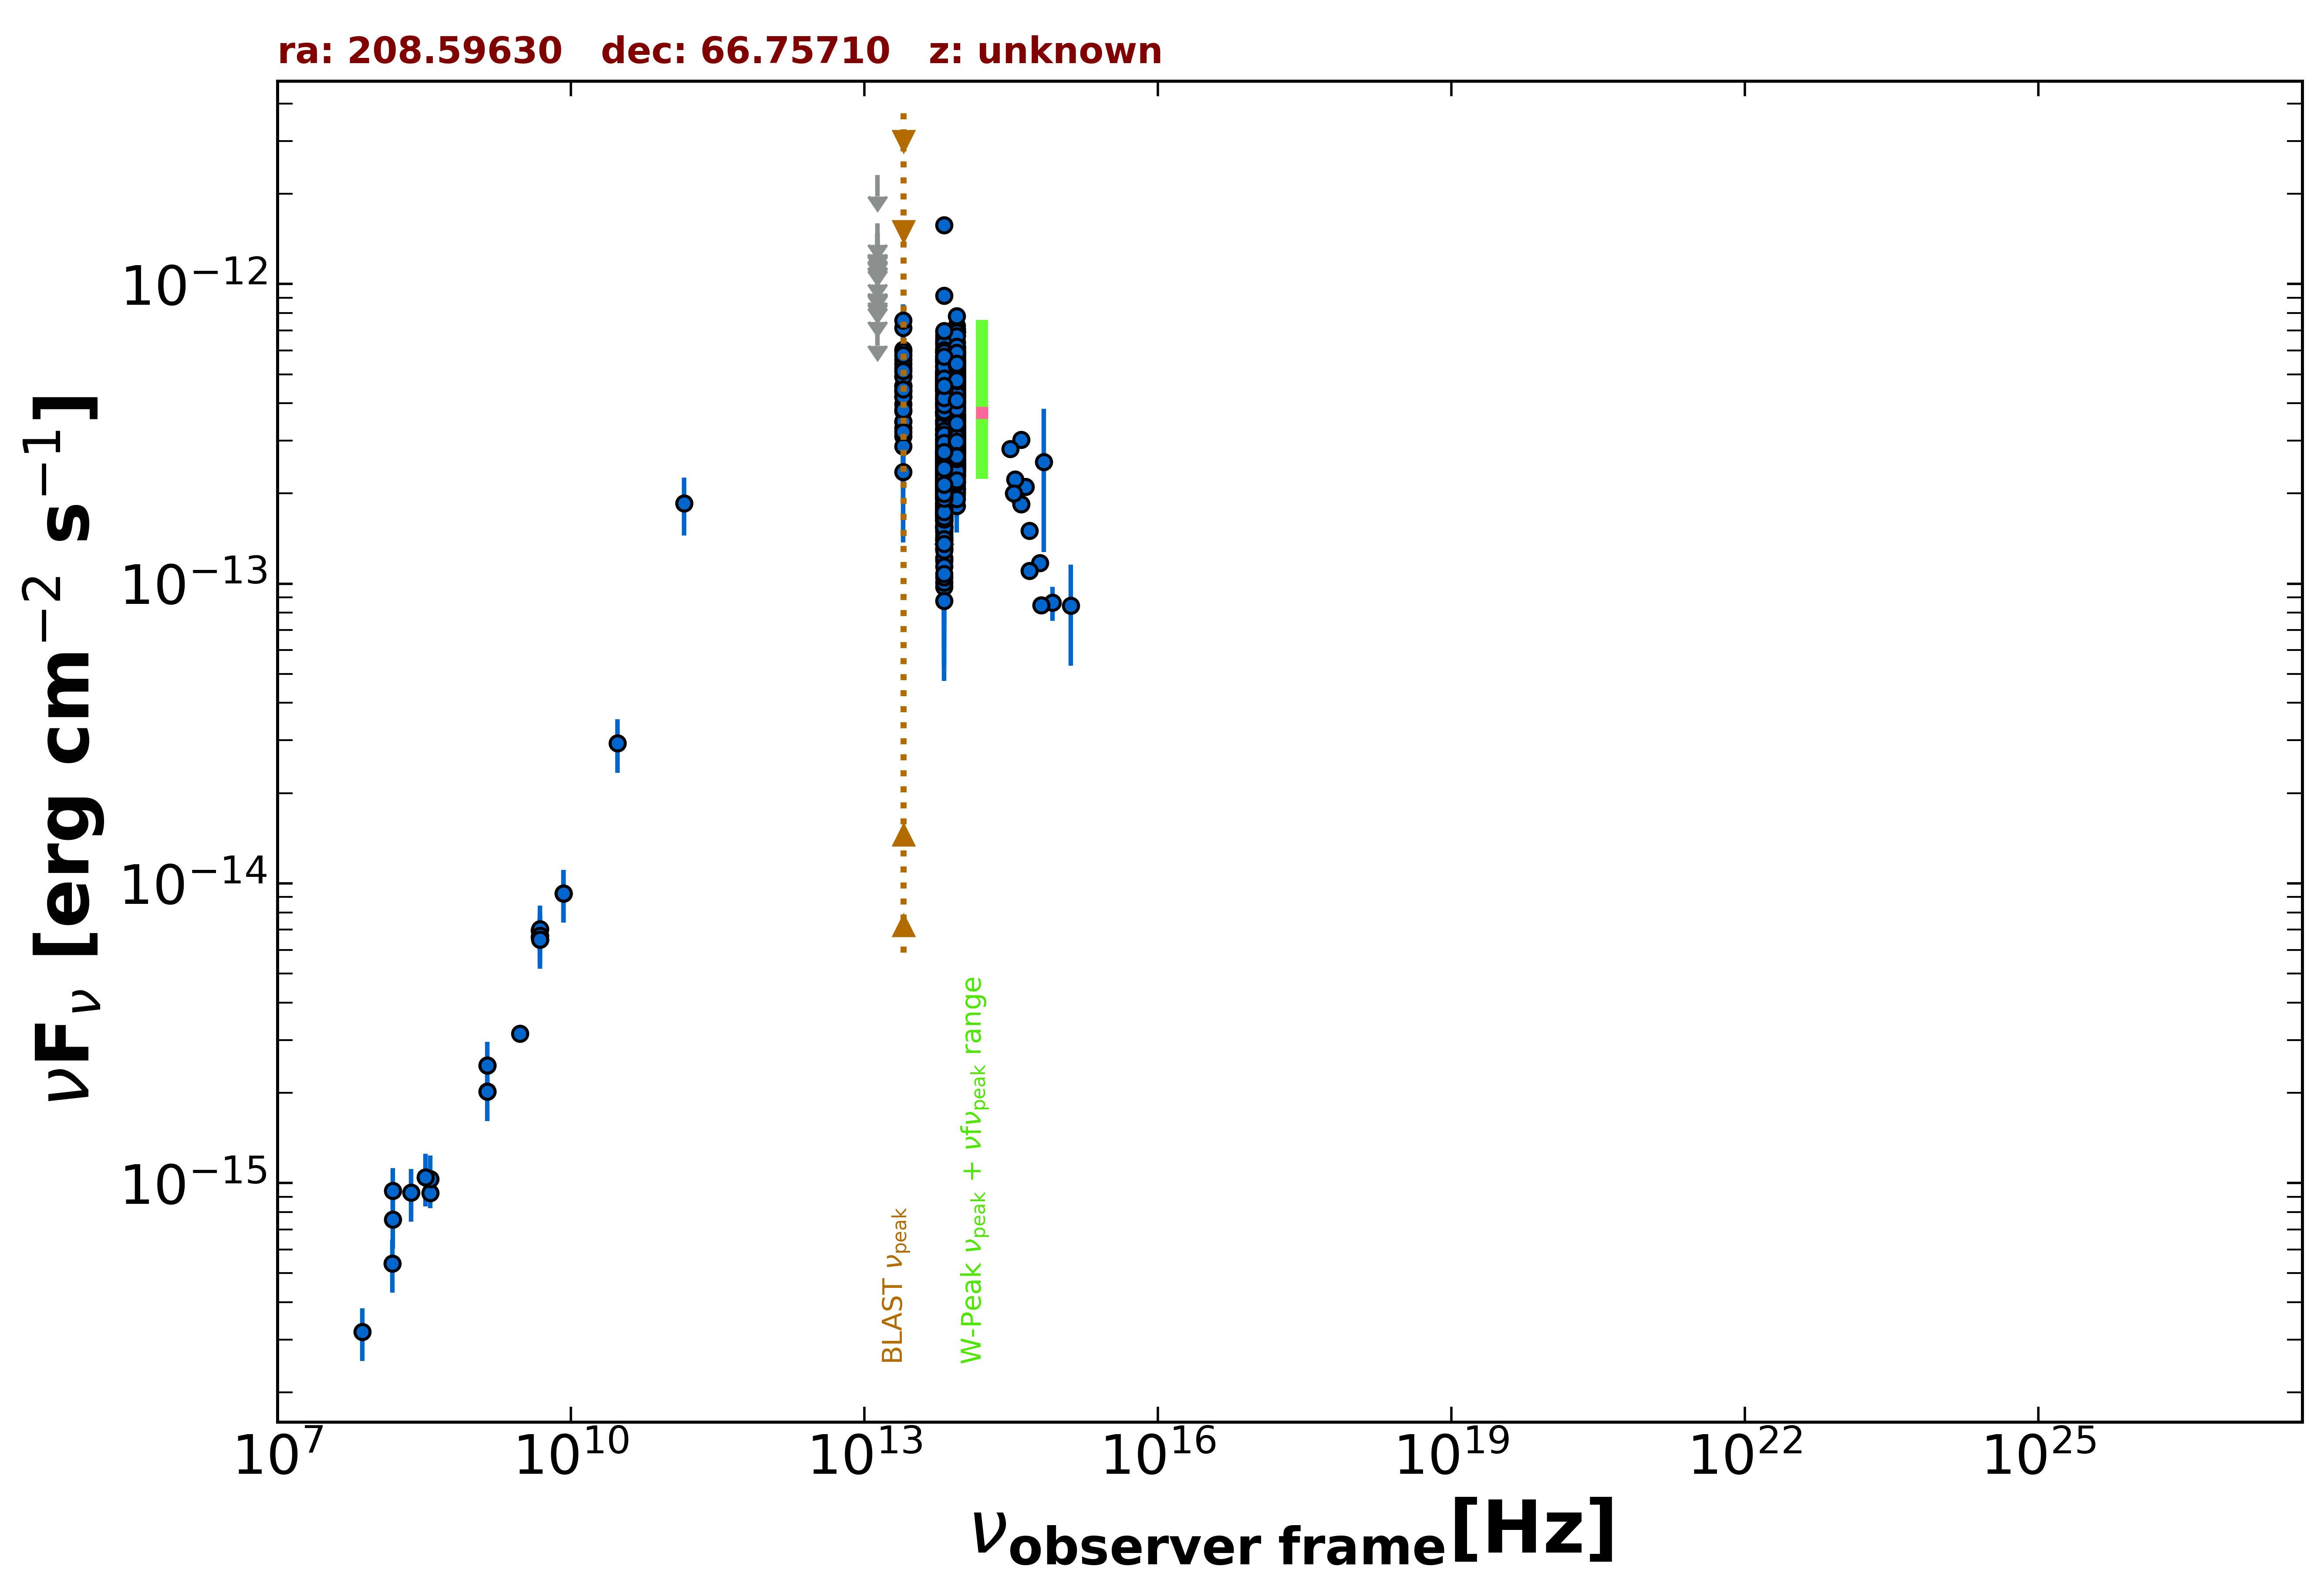 ra: 208.59630   dec: 66.75710   z: unknown
νFν [erg cm−2 s−1]
10−12
10−13
10−14
10−15
BLAST νpeak
W-Peak νpeak + νfνpeak range
107
1010
1013
1016
1019
1022
1025
νobserver frame[Hz]